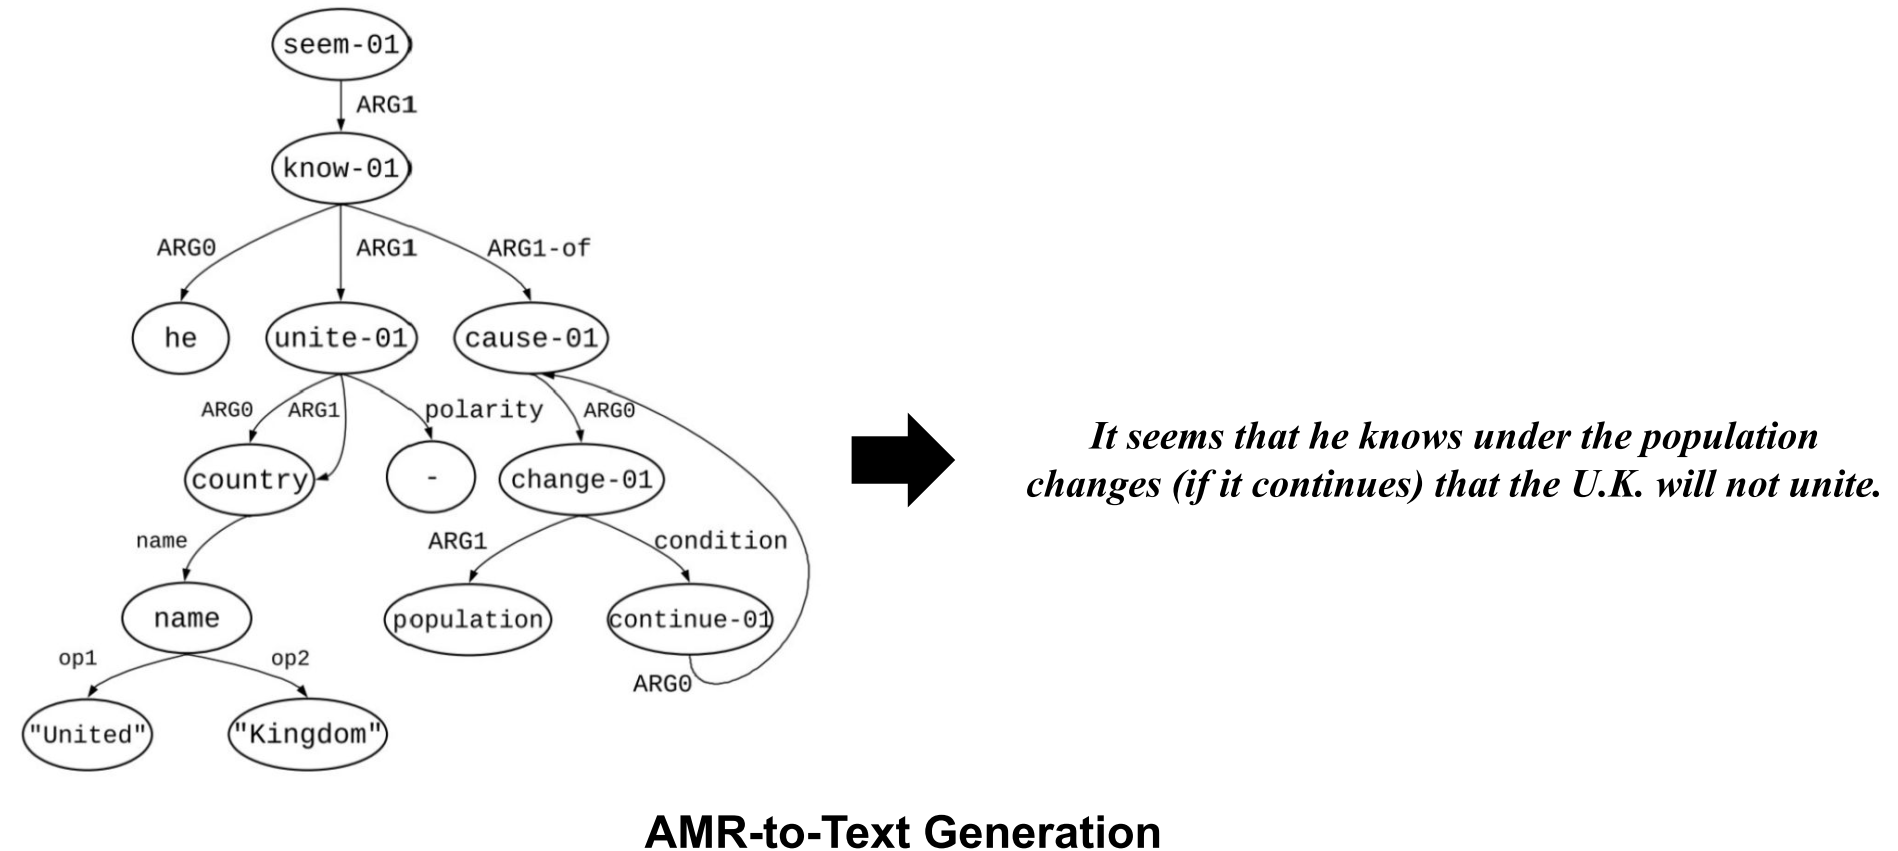 seem-01
ARG1
know-01
ARG0 ARG1 ARG1-of
he unite-01 cause-01
ARG0 ARG1 polarity ARG0
country - change-01
name ARG1 condition
name population continue-01
op1 op2 ARG0
"United" "Kingdom"
It seems that he knows under the population
changes (if it continues) that the U.K. will not unite.
AMR-to-Text Generation